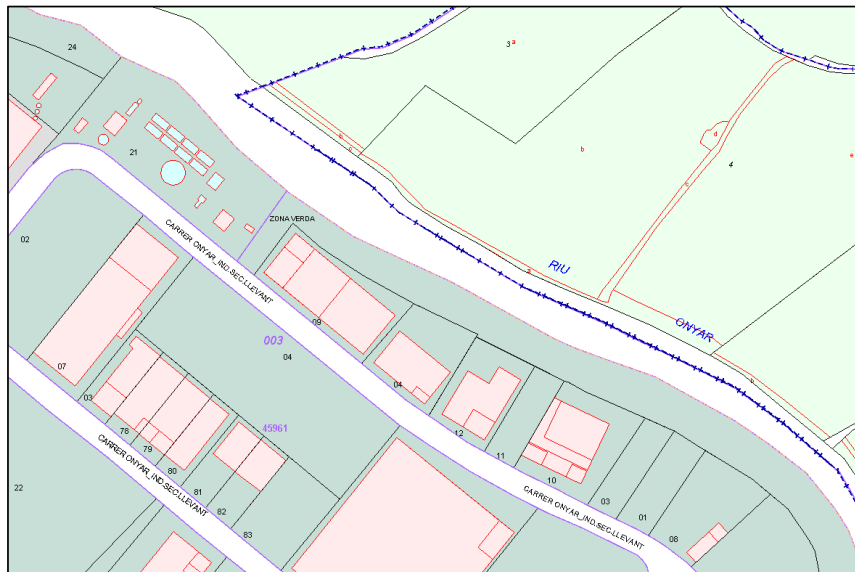 24
3
a
b
d
4
e
c
b
c
21
ZONA VERDA
02
CARRER ONYAR_IND.SEC.LLEVANT
RIU
a
ONYAR
09
003
04
07
04
b
03
78
45961
12
79
11
CARRER ONYAR_IND.SEC.LLEVANT
80
10
22
81
CARRER ONYAR_IND.SEC.LLEVANT
03
82
01
83
08